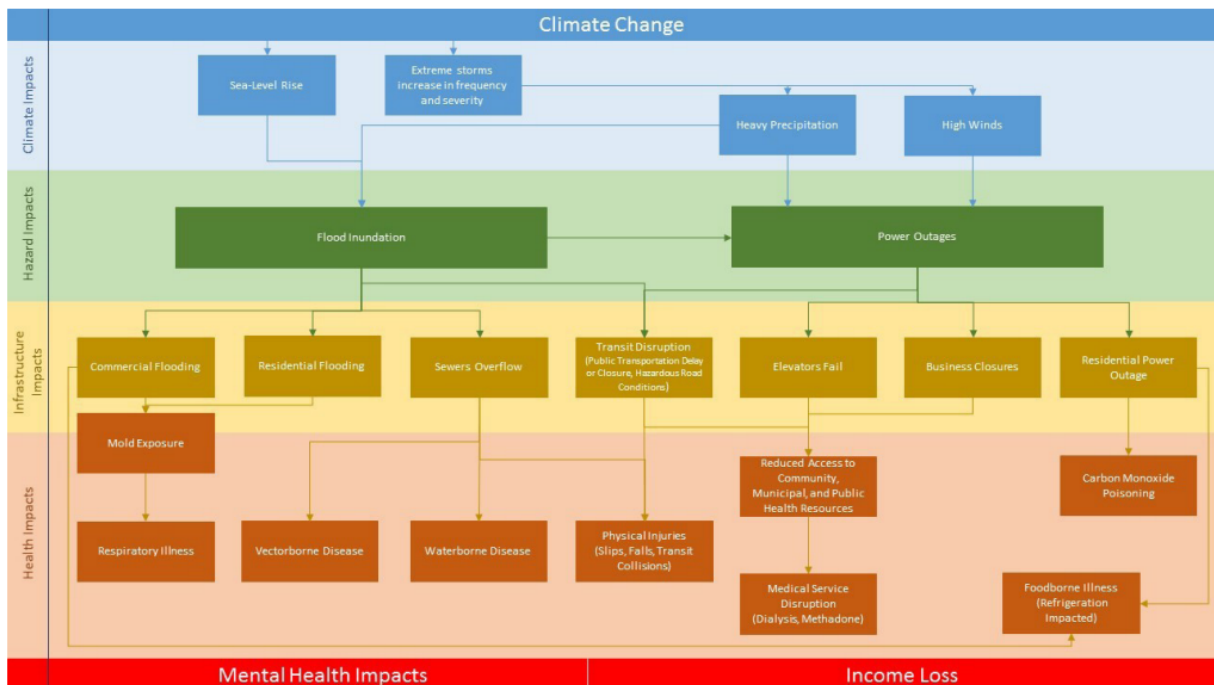 Climate Change
Climate Impacts
Sea-Level Rise
Extreme storms
increase in frequency
and severity
Heavy Precipitation
High Winds
Hazard Impacts
Flood Inundation
Power Outages
Infrastructure
Impacts
Commercial Flooding
Residential Flooding
Sewers Overflow
Transit Disruption
(Public Transportation Delay
or Closure, Hazardous Road
Conditions)
Elevators Fail
Business Closures
Residential Power
Outage
Health Impacts
Mold Exposure
Reduced Access to
Community,
Municipal, and Public
Health Resources
Carbon Monoxide
Poisoning
Respiratory Illness
Vectorborne Disease
Waterborne Disease
Physical Injuries
(Slips, Falls, Transit
Collisions)
Medical Service
Disruption
(Dialysis, Methadone)
Foodborne Illness
(Refrigeration
Impacted)
Mental Health Impacts
Income Loss